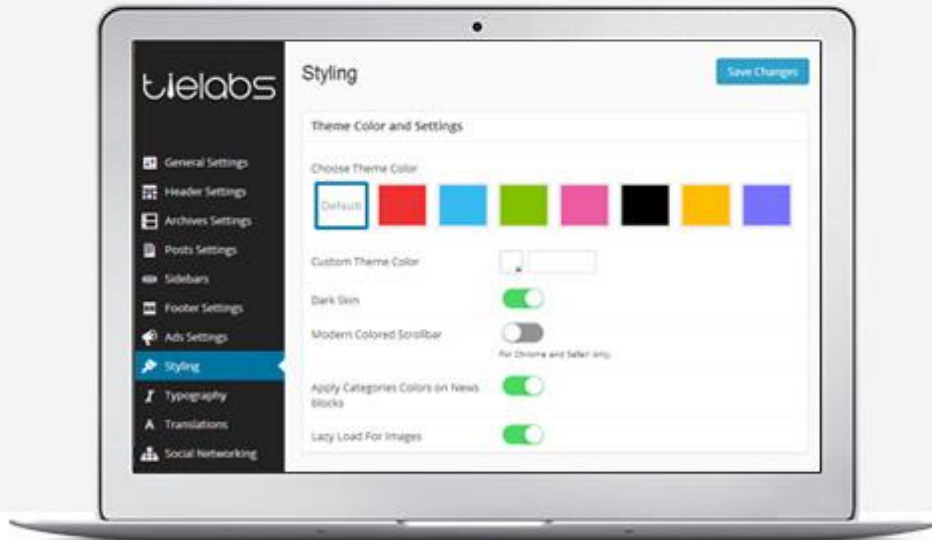 tielabs
General Settings
Header Settings
Archives Settings
Posts Settings
Sidebars
Footer Settings
Ads Settings
Styling
Typography
Translations
Social Networking
Styling
Save Changes
Theme Color and Settings
Choose Theme Color
Default
Custom Theme Color
Dark Skin
Modern Colored Scrollbar
For Chrome and Safari only.
Apply Categories Colors on News
blocks
Lazy Load For Images